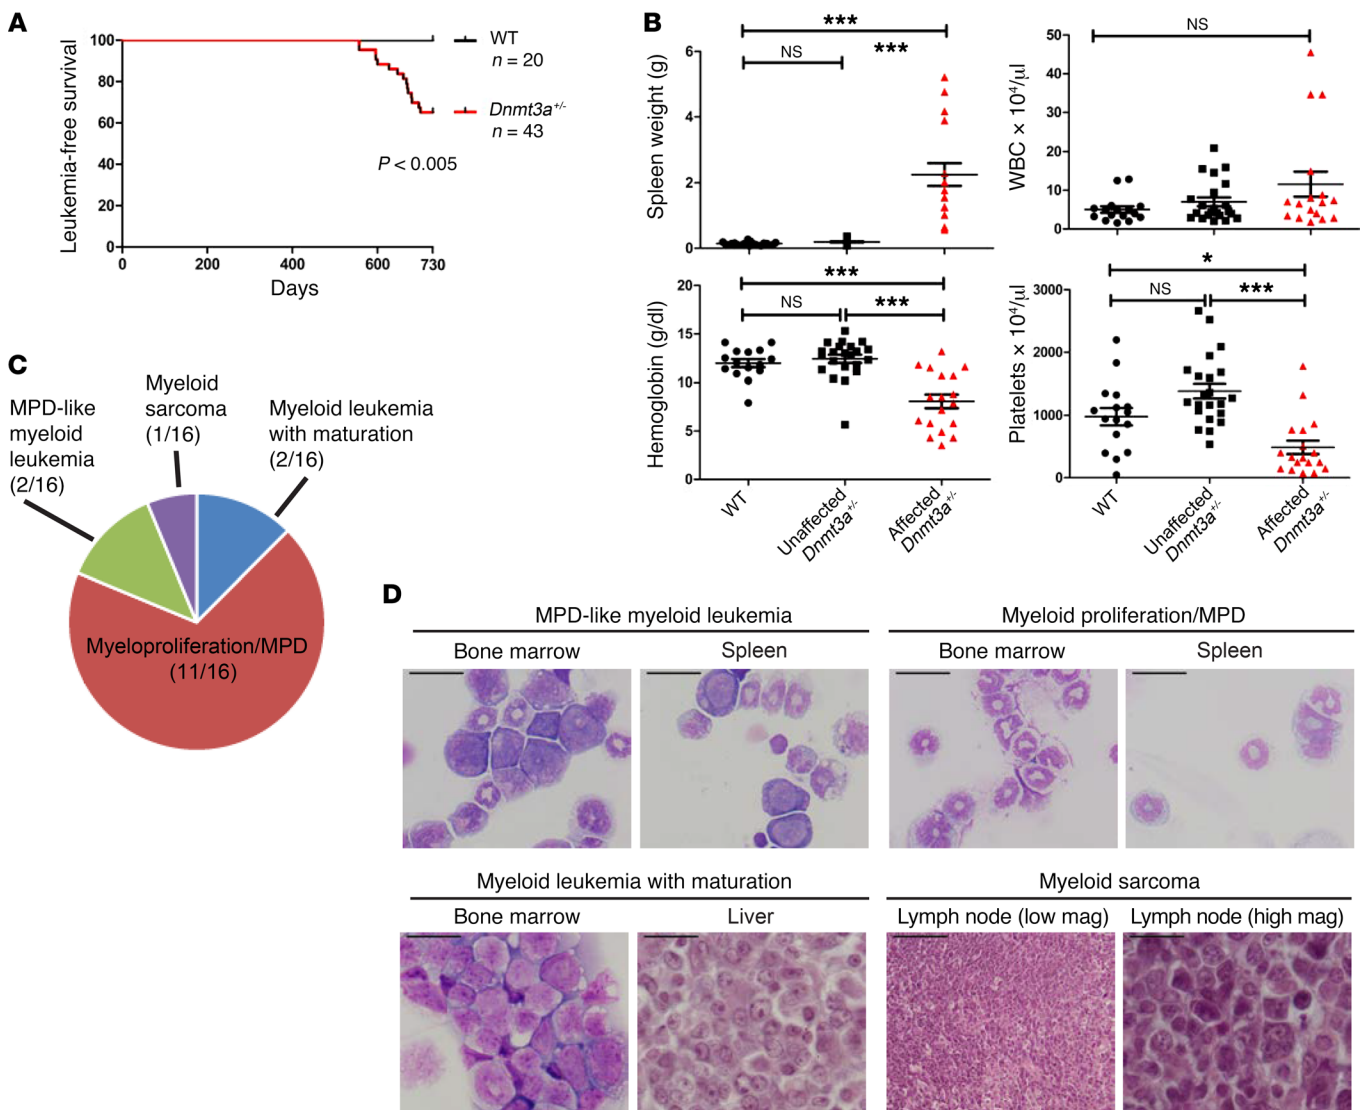 A
Leukemia-free survival
100
80
60
40
20
0
0
200
400
600
730
Days
WT
n = 20
Dnmt3a+/-
n = 43
P < 0.005
B
Spleen weight (g)
6
4
2
0
***
NS
***
WBC × 10⁴/μl
50
40
30
20
10
0
NS
Hemoglobin (g/dl)
20
15
10
5
0
***
NS
***
WT
Unaffected
Dnmt3a+/-
Affected
Dnmt3a+/-
Platelets × 10⁴/μl
3000
2000
1000
0
*
NS
***
WT
Unaffected
Dnmt3a+/-
Affected
Dnmt3a+/-
C
MPD-like
myeloid
leukemia
(2/16)
Myeloid
sarcoma
(1/16)
Myeloid leukemia
with maturation
(2/16)
Myeloproliferation/MPD
(11/16)
D
MPD-like myeloid leukemia
Bone marrow
Spleen
Myeloid proliferation/MPD
Bone marrow
Spleen
Myeloid leukemia with maturation
Bone marrow
Liver
Myeloid sarcoma
Lymph node (low mag)
Lymph node (high mag)